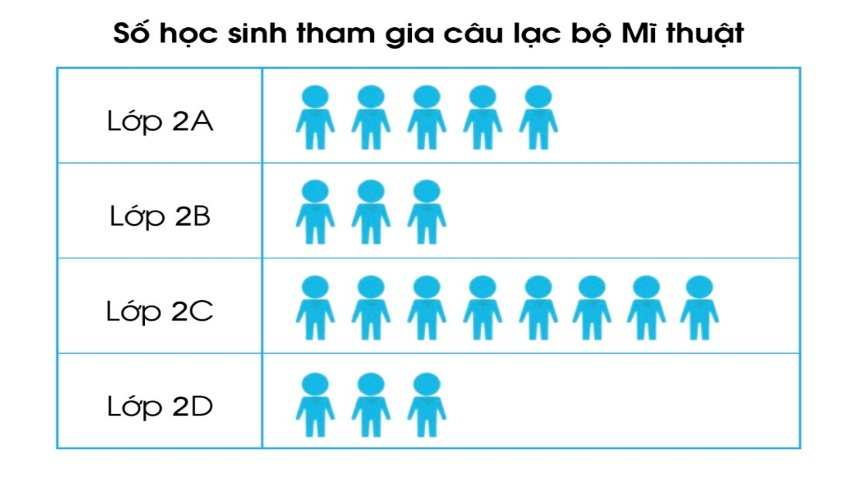 Số học sinh tham gia câu lạc bộ Mĩ thuật
Lớp 2A
Lớp 2B
Lớp 2C
Lớp 2D